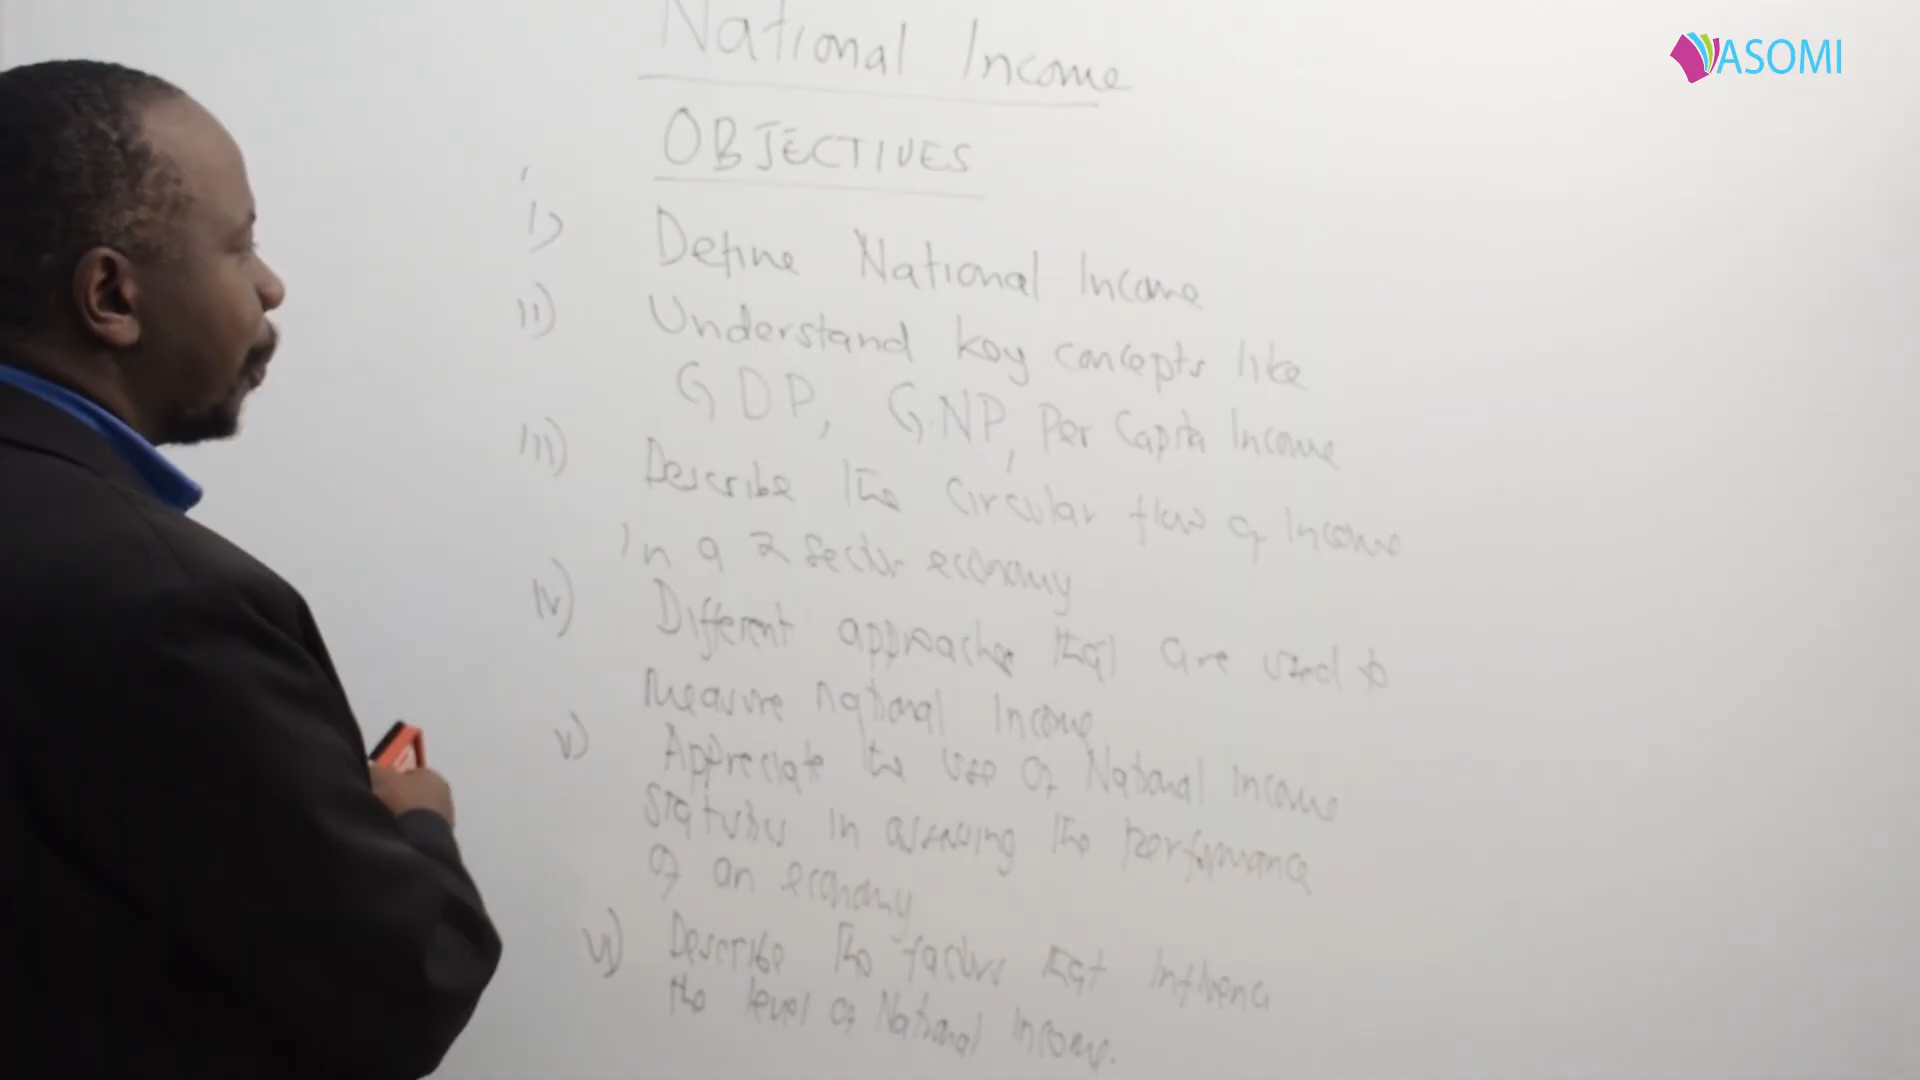 National Income
ASOMI
OBJECTIVES
i) Define National Income
ii) Understand key concepts like
GDP, G.NP, Per Capita Income
iii) Describe the Circular flow of Income
in a 2 sector economy
iv) Different approaches that are used to
measure national Income
v) Appreciate the use of National income
statistics in assessing the performance
of an economy
vi) Describe the factors that influence
the level of National Income.